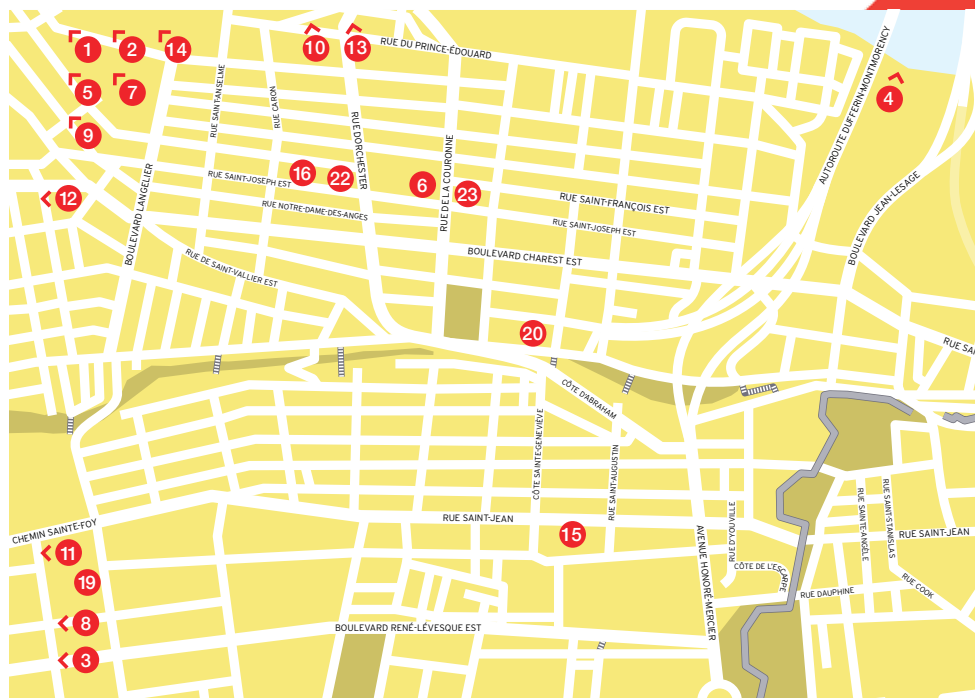 1
2
14
10
13
RUE DU PRINCE-ÉDOUARD
4
5
7
9
12
RUE SAINT-ANSELME
RUE CARON
RUE DORCHESTER
RUE DE LA COURONNE
AUTOROUTE DUFFERIN-MONTMORENCY
BOULEVARD LANGELIER
RUE SAINT-JOSEPH EST
16
22
6
23
RUE SAINT-FRANÇOIS EST
RUE NOTRE-DAME-DES-ANGES
RUE SAINT-JOSEPH EST
BOULEVARD JEAN-LESAGE
RUE DE SAINT-VALLIER EST
BOULEVARD CHAREST EST
20
RUE SAI
CÔTE D'ABRAHAM
CÔTE SAINTE-GENEVIÈVE
RUE SAINT-AUGUSTIN
CHEMIN SAINTE-FOY
RUE SAINT-JEAN
15
AVENUE HONORÉ-MERCIER
RUE D'YOUVILLE
CÔTE DE L'ESCARPE
RUE SAINTE-ANGÈLE
RUE SAINT-STANISLAS
RUE SAINT-JEAN
RUE DAUPHINE
RUE COOK
11
19
8
3
BOULEVARD RENÉ-LÉVESQUE EST